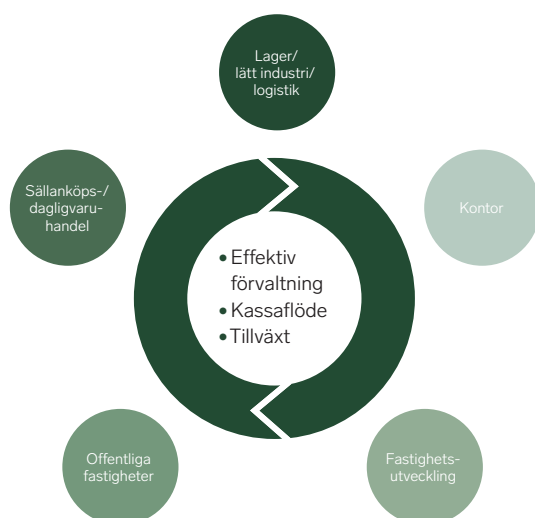 Lager/
lätt industri/
logistik
Sällanköps-/
dagligvaru-
handel
Kontor
• Effektiv
förvaltning
• Kassaflöde
• Tillväxt
Offentliga
fastigheter
Fastighets-
utveckling